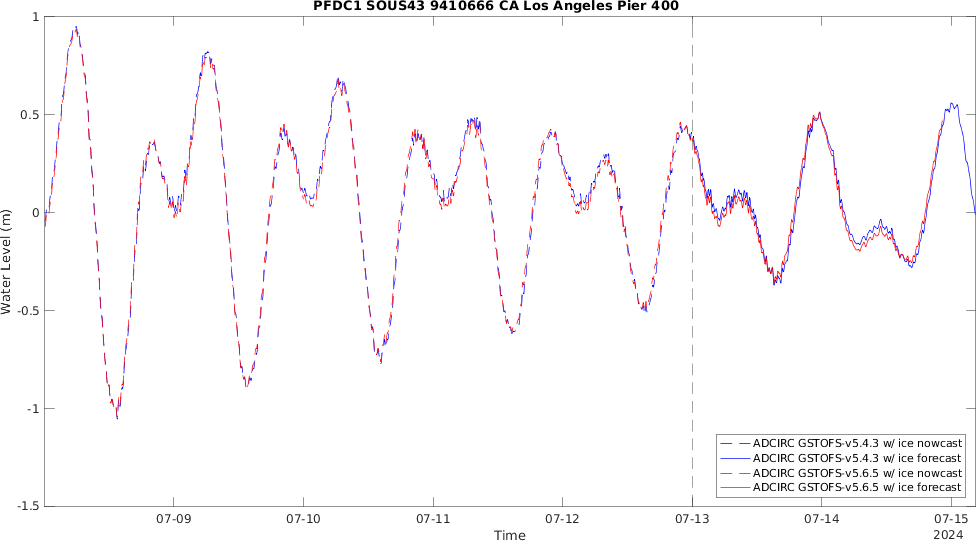 PFDC1 SOUS43 9410666 CA Los Angeles Pier 400
1
0.5
0
-0.5
-1
-1.5
Water Level (m)
07-09
07-10
07-11
07-12
07-13
07-14
07-15
Time
2024
ADCIRC GSTOFS-v5.4.3 w/ ice nowcast
ADCIRC GSTOFS-v5.4.3 w/ ice forecast
ADCIRC GSTOFS-v5.6.5 w/ ice nowcast
ADCIRC GSTOFS-v5.6.5 w/ ice forecast